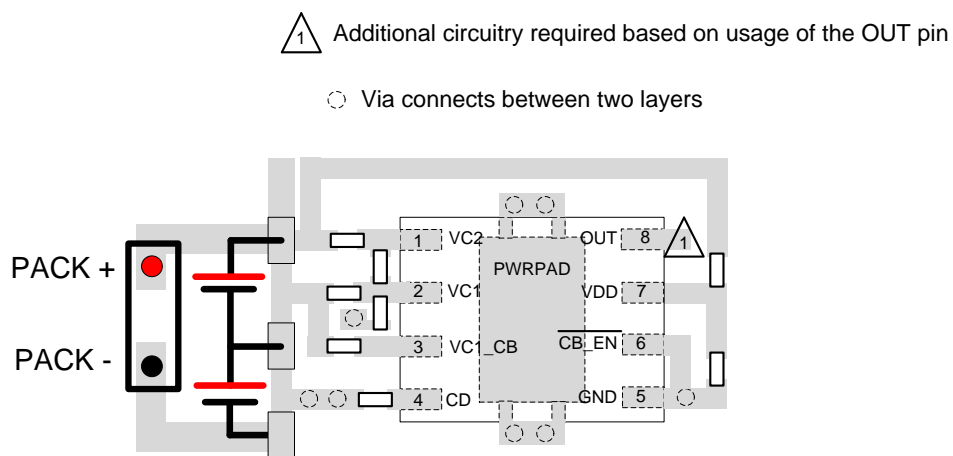 1 Additional circuitry required based on usage of the OUT pin
Via connects between two layers
PACK +
PACK -
1 VC2
2 VC1
3 VC1_CB
4 CD
PWRPAD
OUT 8 1
VDD 7
CB_EN 6
GND 5